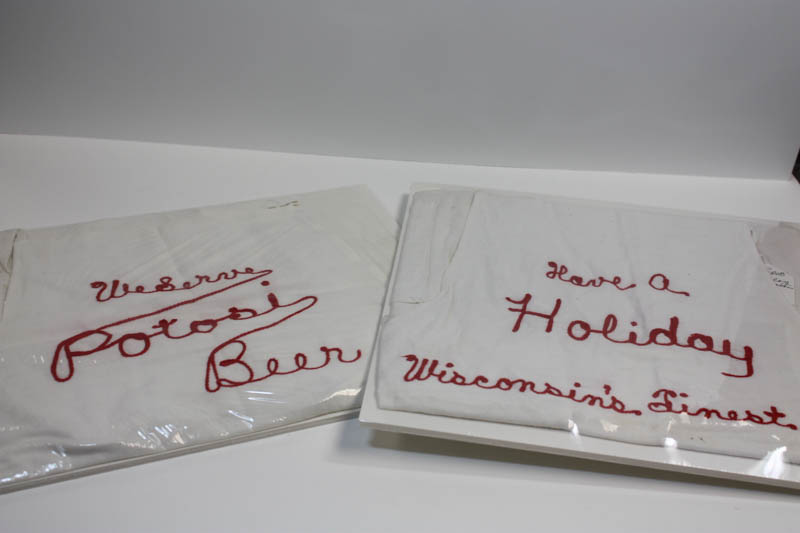 We Serve
Potosi
Beer
Have A
Holiday
Wisconsin's Finest